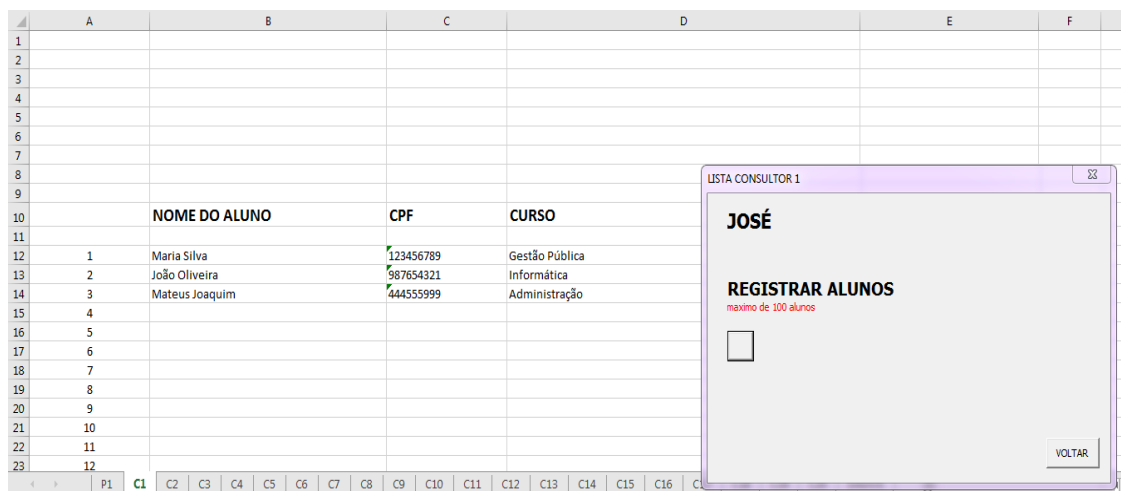 A B C D E F
1
2
3
4
5
6
7
8
9
10 NOME DO ALUNO CPF CURSO
11
12 1 Maria Silva 123456789 Gestão Pública
13 2 João Oliveira 987654321 Informática
14 3 Mateus Joaquim 444555999 Administração
15 4
16 5
17 6
18 7
19 8
20 9
21 10
22 11
23 12
LISTA CONSULTOR 1
JOSÉ
REGISTRAR ALUNOS
maximo de 100 alunos
VOLTAR
P1 C1 C2 C3 C4 C5 C6 C7 C8 C9 C10 C11 C12 C13 C14 C15 C16